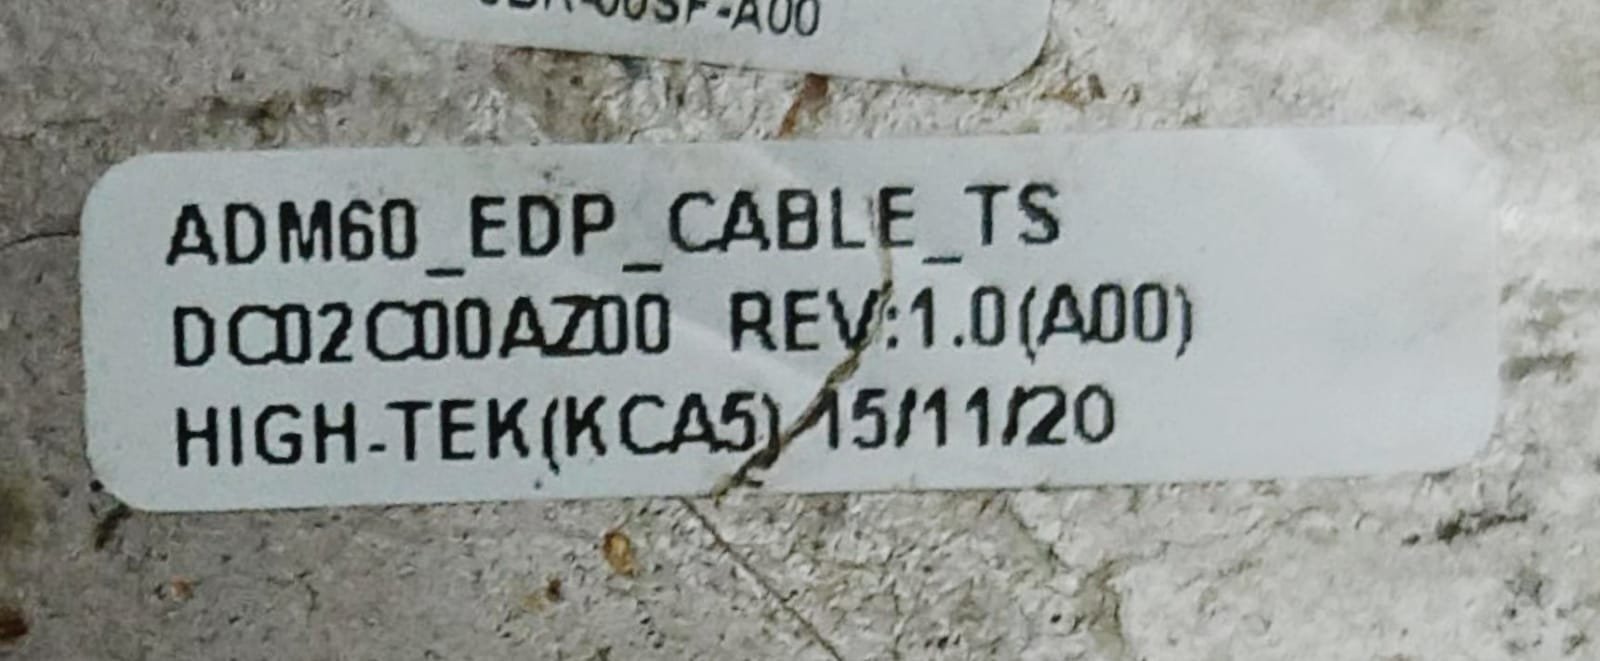 ADM60_EDP_CABLE_TS
DC02C00AZ00 REV:1.0(A00)
HIGH-TEK(KCA5) 15/11/20